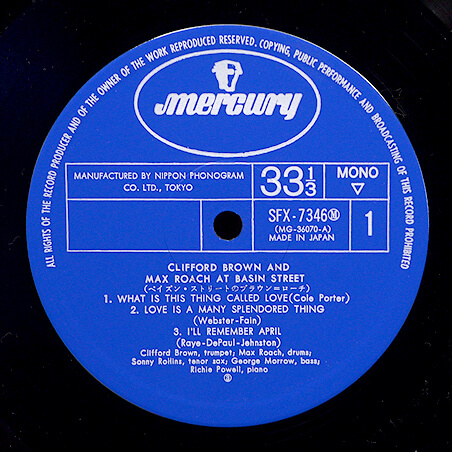 ALL RIGHTS OF THE RECORD PRODUCER AND OF THE OWNER OF THE WORK REPRODUCED RESERVED. COPYING, PUBLIC PERFORMANCE AND BROADCASTING OF THIS RECORD PROHIBITED
mercury
MANUFACTURED BY NIPPON PHONOGRAM
CO. LTD., TOKYO
33 1/3
MONO
▽
SFX-7346Ⓜ
(MG-36070-A)
MADE IN JAPAN
1
CLIFFORD BROWN AND
MAX ROACH AT BASIN STREET
(ベイズン・ストリートのブラウン=ローチ)
1. WHAT IS THIS THING CALLED LOVE(Cole Porter)
2. LOVE IS A MANY SPLENDORED THING
(Webster-Fain)
3. I'LL REMEMBER APRIL
(Raye-DePaul-Johnston)
Clifford Brown, trumpet; Max Roach, drums;
Sonny Rollins, tenor sax; George Morrow, bass;
Richie Powell, piano